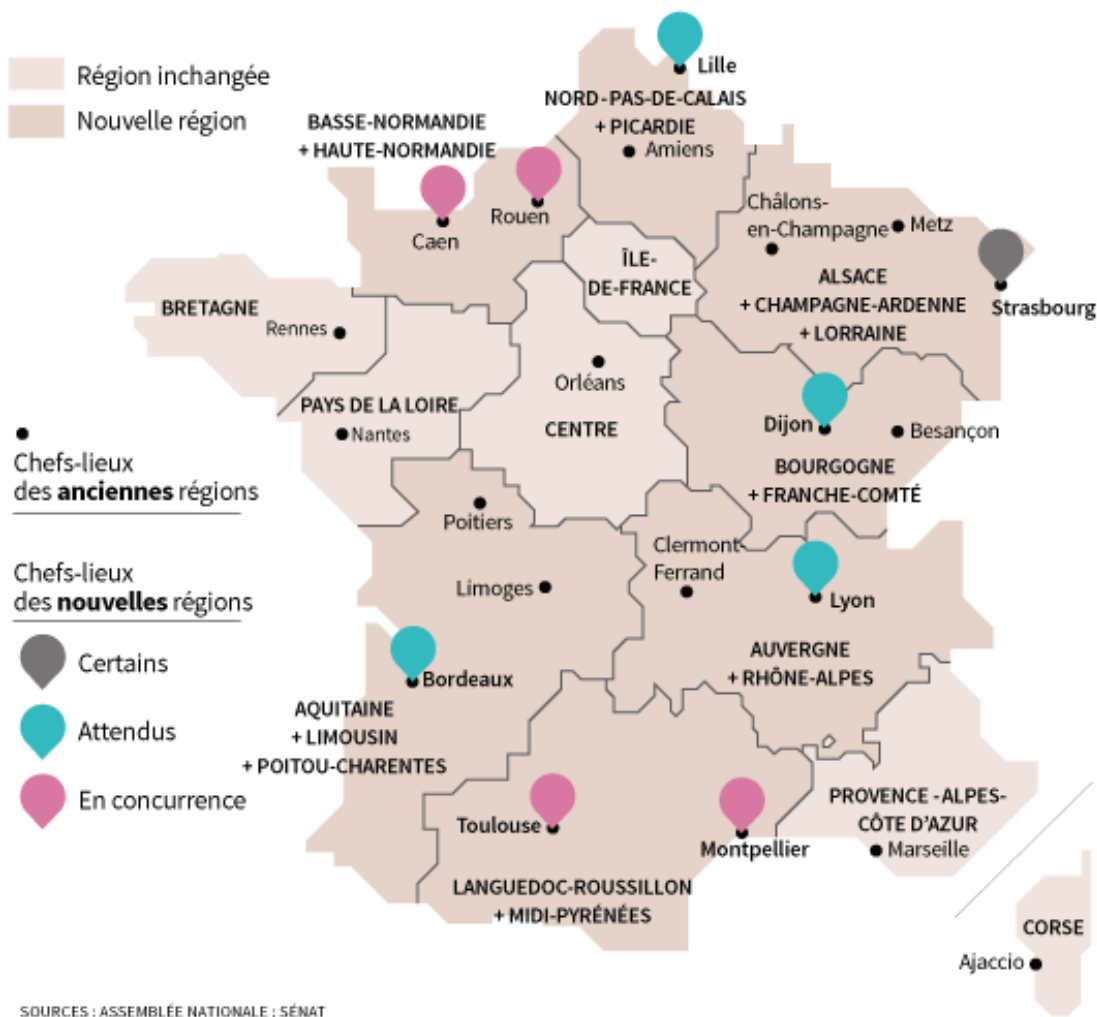 Région inchangée
Nouvelle région
Lille
NORD-PAS-DE-CALAIS
+ PICARDIE
Amiens
BASSE-NORMANDIE
+ HAUTE-NORMANDIE
Caen
Rouen
Châlons-
en-Champagne
Metz
ALSACE
+ CHAMPAGNE-ARDENNE
+ LORRAINE
Strasbourg
ÎLE-
DE-FRANCE
BRETAGNE
Rennes
Orléans
CENTRE
PAYS DE LA LOIRE
Nantes
Dijon
Besançon
BOURGOGNE
+ FRANCHE-COMTÉ
Chefs-lieux
des anciennes régions
Chefs-lieux
des nouvelles régions
Certains
Attendus
En concurrence
Poitiers
Limoges
Clermont-
Ferrand
Lyon
AUVERGNE
+ RHÔNE-ALPES
Bordeaux
AQUITAINE
+ LIMOUSIN
+ POITOU-CHARENTES
Toulouse
Montpellier
LANGUEDOC-ROUSSILLON
+ MIDI-PYRÉNÉES
PROVENCE -ALPES-
CÔTE D'AZUR
Marseille
CORSE
Ajaccio
SOURCES : ASSEMBLÉE NATIONALE ; SÉNAT